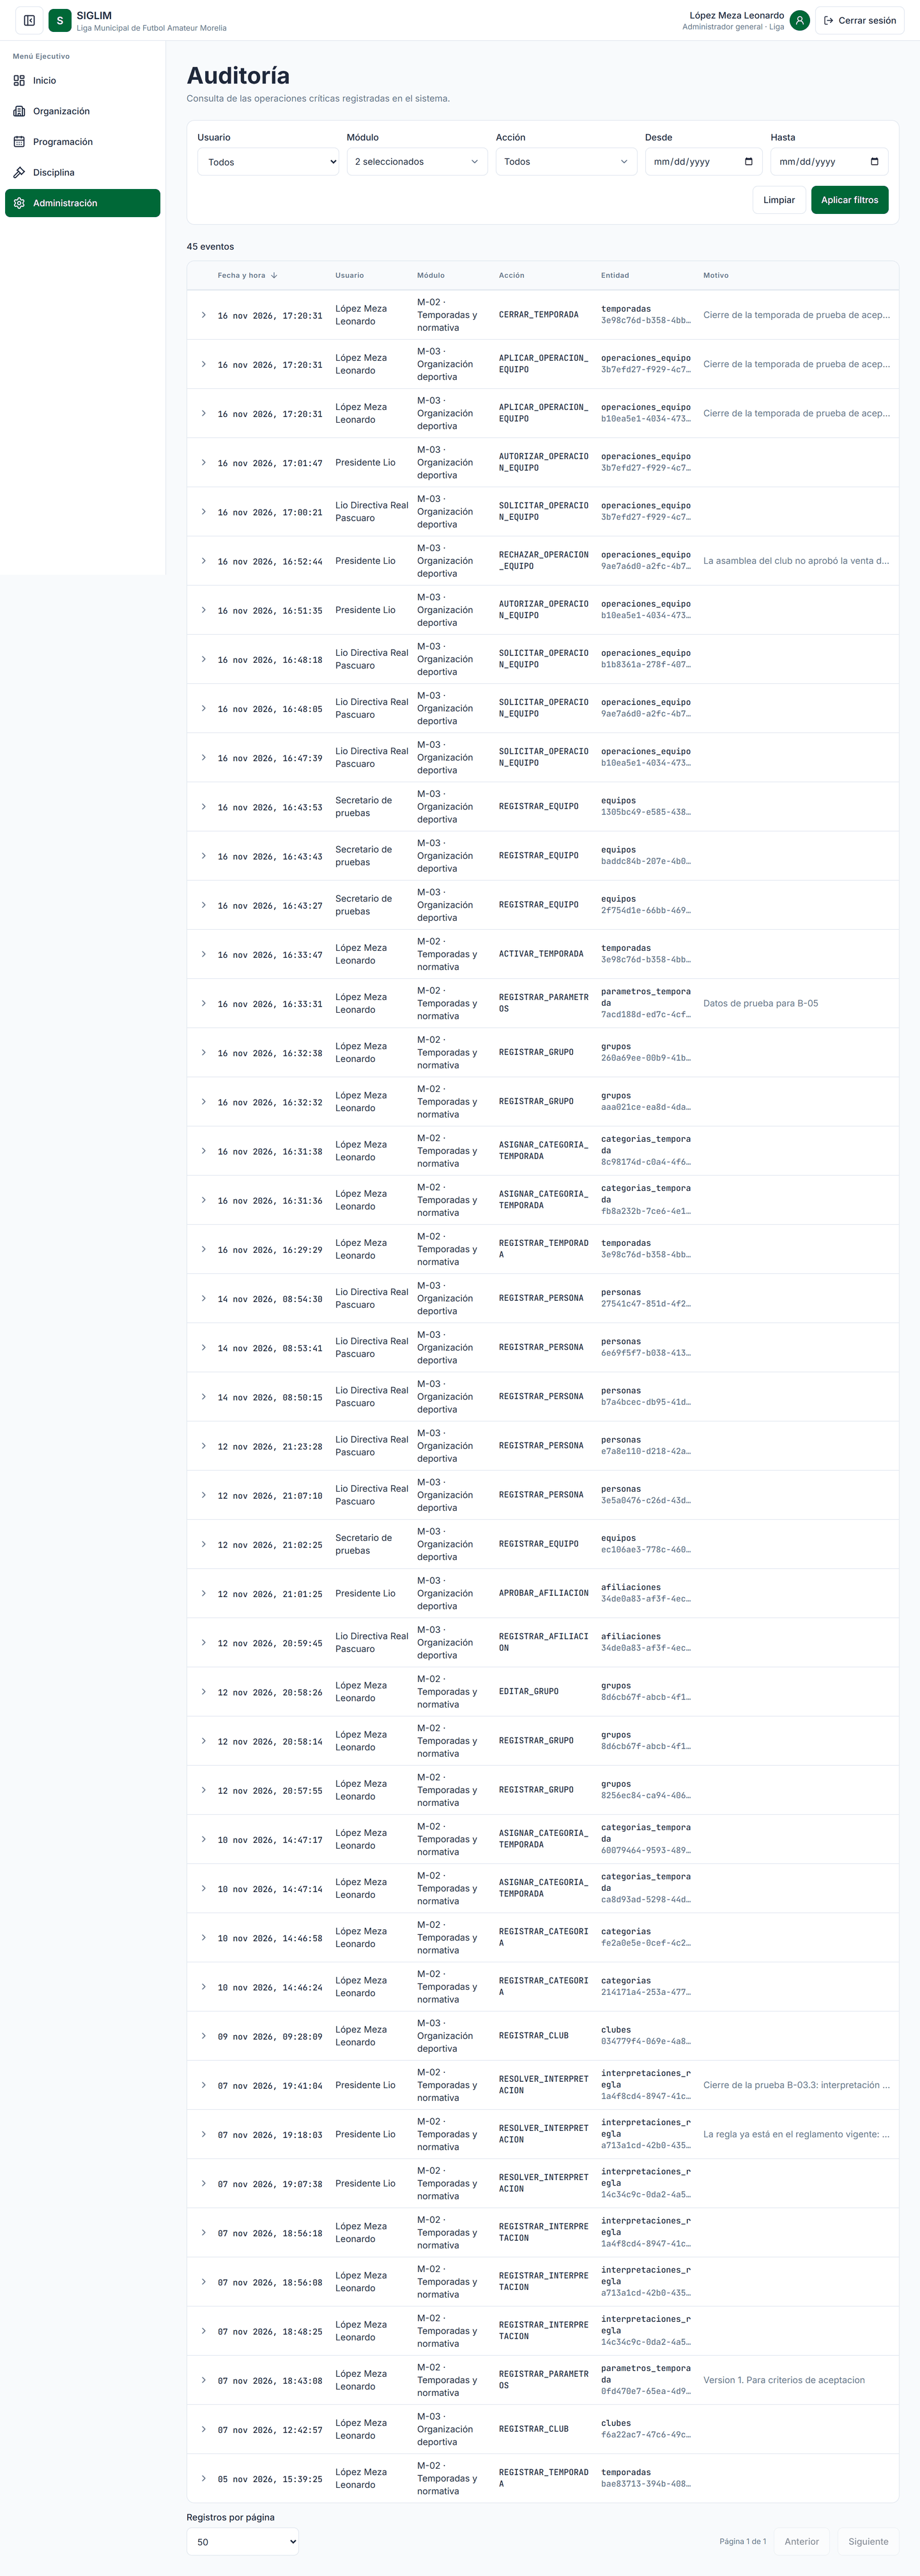 S
SIGLIM
Liga Municipal de Futbol Amateur Morelia
López Meza Leonardo
Administrador general · Liga
Cerrar sesión
Menú Ejecutivo
Inicio
Organización
Programación
Disciplina
Administración
Auditoría
Consulta de las operaciones críticas registradas en el sistema.
Usuario
Módulo
Acción
Desde
Hasta
Todos
2 seleccionados
Todos
mm/dd/yyyy
mm/dd/yyyy
Limpiar
Aplicar filtros
45 eventos
Fecha y hora ↓ Usuario Módulo Acción Entidad Motivo
16 nov 2026, 17:20:31 López Meza Leonardo M-02 · Temporadas y normativa CERRAR_TEMPORADA temporadas 3e98c76d-b358-4bb… Cierre de la temporada de prueba de acep…
16 nov 2026, 17:20:31 López Meza Leonardo M-03 · Organización deportiva APLICAR_OPERACION_EQUIPO operaciones_equipo 3b7efd27-f929-4c7… Cierre de la temporada de prueba de acep…
16 nov 2026, 17:20:31 López Meza Leonardo M-03 · Organización deportiva APLICAR_OPERACION_EQUIPO operaciones_equipo b10ea5e1-4034-473… Cierre de la temporada de prueba de acep…
16 nov 2026, 17:01:47 Presidente Lio M-03 · Organización deportiva AUTORIZAR_OPERACION_EQUIPO operaciones_equipo 3b7efd27-f929-4c7…
16 nov 2026, 17:00:21 Lio Directiva Real Pascuaro M-03 · Organización deportiva SOLICITAR_OPERACION_EQUIPO operaciones_equipo 3b7efd27-f929-4c7…
16 nov 2026, 16:52:44 Presidente Lio M-03 · Organización deportiva RECHAZAR_OPERACION_EQUIPO operaciones_equipo 9ae7a6d0-a2fc-4b7… La asamblea del club no aprobó la venta d…
16 nov 2026, 16:51:35 Presidente Lio M-03 · Organización deportiva AUTORIZAR_OPERACION_EQUIPO operaciones_equipo b10ea5e1-4034-473…
16 nov 2026, 16:48:18 Lio Directiva Real Pascuaro M-03 · Organización deportiva SOLICITAR_OPERACION_EQUIPO operaciones_equipo b1b8361a-278f-407…
16 nov 2026, 16:48:05 Lio Directiva Real Pascuaro M-03 · Organización deportiva SOLICITAR_OPERACION_EQUIPO operaciones_equipo 9ae7a6d0-a2fc-4b7…
16 nov 2026, 16:47:39 Lio Directiva Real Pascuaro M-03 · Organización deportiva SOLICITAR_OPERACION_EQUIPO operaciones_equipo b10ea5e1-4034-473…
16 nov 2026, 16:43:53 Secretario de pruebas M-03 · Organización deportiva REGISTRAR_EQUIPO equipos 1305bc49-e585-438…
16 nov 2026, 16:43:43 Secretario de pruebas M-03 · Organización deportiva REGISTRAR_EQUIPO equipos baddc84b-207e-4b0…
16 nov 2026, 16:43:27 Secretario de pruebas M-03 · Organización deportiva REGISTRAR_EQUIPO equipos 2f754d1e-66bb-469…
16 nov 2026, 16:33:47 López Meza Leonardo M-02 · Temporadas y normativa ACTIVAR_TEMPORADA temporadas 3e98c76d-b358-4bb…
16 nov 2026, 16:33:31 López Meza Leonardo M-02 · Temporadas y normativa REGISTRAR_PARAMETROS parametros_temporada 7acd188d-ed7c-4cf… Datos de prueba para B-05
16 nov 2026, 16:32:38 López Meza Leonardo M-02 · Temporadas y normativa REGISTRAR_GRUPO grupos 260a69ee-00b9-41b…
16 nov 2026, 16:32:32 López Meza Leonardo M-02 · Temporadas y normativa REGISTRAR_GRUPO grupos aaa021ce-ea8d-4da…
16 nov 2026, 16:31:38 López Meza Leonardo M-02 · Temporadas y normativa ASIGNAR_CATEGORIA_TEMPORADA categorias_temporada 8c98174d-c0a4-4f6…
16 nov 2026, 16:31:36 López Meza Leonardo M-02 · Temporadas y normativa ASIGNAR_CATEGORIA_TEMPORADA categorias_temporada fb8a232b-7ce6-4e1…
16 nov 2026, 16:29:29 López Meza Leonardo M-02 · Temporadas y normativa REGISTRAR_TEMPORADA temporadas 3e98c76d-b358-4bb…
14 nov 2026, 08:54:30 Lio Directiva Real Pascuaro M-03 · Organización deportiva REGISTRAR_PERSONA personas 27541c47-851d-4f2…
14 nov 2026, 08:53:41 Lio Directiva Real Pascuaro M-03 · Organización deportiva REGISTRAR_PERSONA personas 6e69f5f7-b038-413…
14 nov 2026, 08:50:15 Lio Directiva Real Pascuaro M-03 · Organización deportiva REGISTRAR_PERSONA personas b7a4bcec-db95-41d…
12 nov 2026, 21:23:28 Lio Directiva Real Pascuaro M-03 · Organización deportiva REGISTRAR_PERSONA personas e7a8e110-d218-42a…
12 nov 2026, 21:07:10 Lio Directiva Real Pascuaro M-03 · Organización deportiva REGISTRAR_PERSONA personas 3e5a0476-c26d-43d…
12 nov 2026, 21:02:25 Secretario de pruebas M-03 · Organización deportiva REGISTRAR_EQUIPO equipos ec106ae3-778c-460…
12 nov 2026, 21:01:25 Presidente Lio M-03 · Organización deportiva APROBAR_AFILIACION afiliaciones 34de0a83-af3f-4ec…
12 nov 2026, 20:59:45 Lio Directiva Real Pascuaro M-03 · Organización deportiva REGISTRAR_AFILIACION afiliaciones 34de0a83-af3f-4ec…
12 nov 2026, 20:58:26 López Meza Leonardo M-02 · Temporadas y normativa EDITAR_GRUPO grupos 8d6cb67f-abcb-4f1…
12 nov 2026, 20:58:14 López Meza Leonardo M-02 · Temporadas y normativa REGISTRAR_GRUPO grupos 8d6cb67f-abcb-4f1…
12 nov 2026, 20:57:55 López Meza Leonardo M-02 · Temporadas y normativa REGISTRAR_GRUPO grupos 8256ec84-ca94-406…
10 nov 2026, 14:47:17 López Meza Leonardo M-02 · Temporadas y normativa ASIGNAR_CATEGORIA_TEMPORADA categorias_temporada 60079464-9593-489…
10 nov 2026, 14:47:14 López Meza Leonardo M-02 · Temporadas y normativa ASIGNAR_CATEGORIA_TEMPORADA categorias_temporada ca8d93ad-5298-44d…
10 nov 2026, 14:46:58 López Meza Leonardo M-02 · Temporadas y normativa REGISTRAR_CATEGORIA categorias fe2a0e5e-0cef-4c2…
10 nov 2026, 14:46:24 López Meza Leonardo M-02 · Temporadas y normativa REGISTRAR_CATEGORIA categorias 214171a4-253a-477…
09 nov 2026, 09:28:09 López Meza Leonardo M-03 · Organización deportiva REGISTRAR_CLUB clubes 034779f4-069e-4a8…
07 nov 2026, 19:41:04 Presidente Lio M-02 · Temporadas y normativa RESOLVER_INTERPRETACION interpretaciones_regla 1a4f8cd4-8947-41c… Cierre de la prueba B-03.3: interpretación …
07 nov 2026, 19:18:03 Presidente Lio M-02 · Temporadas y normativa RESOLVER_INTERPRETACION interpretaciones_regla a713a1cd-42b0-435… La regla ya está en el reglamento vigente: …
07 nov 2026, 19:07:38 Presidente Lio M-02 · Temporadas y normativa RESOLVER_INTERPRETACION interpretaciones_regla 14c34c9c-0da2-4a5…
07 nov 2026, 18:56:18 López Meza Leonardo M-02 · Temporadas y normativa REGISTRAR_INTERPRETACION interpretaciones_regla 1a4f8cd4-8947-41c…
07 nov 2026, 18:56:08 López Meza Leonardo M-02 · Temporadas y normativa REGISTRAR_INTERPRETACION interpretaciones_regla a713a1cd-42b0-435…
07 nov 2026, 18:48:25 López Meza Leonardo M-02 · Temporadas y normativa REGISTRAR_INTERPRETACION interpretaciones_regla 14c34c9c-0da2-4a5…
07 nov 2026, 18:43:08 López Meza Leonardo M-02 · Temporadas y normativa REGISTRAR_PARAMETROS parametros_temporada 0fd470e7-65ea-4d9… Version 1. Para criterios de aceptacion
07 nov 2026, 12:42:57 López Meza Leonardo M-03 · Organización deportiva REGISTRAR_CLUB clubes f6a22ac7-47c6-49c…
05 nov 2026, 15:39:25 López Meza Leonardo M-02 · Temporadas y normativa REGISTRAR_TEMPORADA temporadas bae83713-394b-408…
Registros por página
50
Página 1 de 1
Anterior
Siguiente